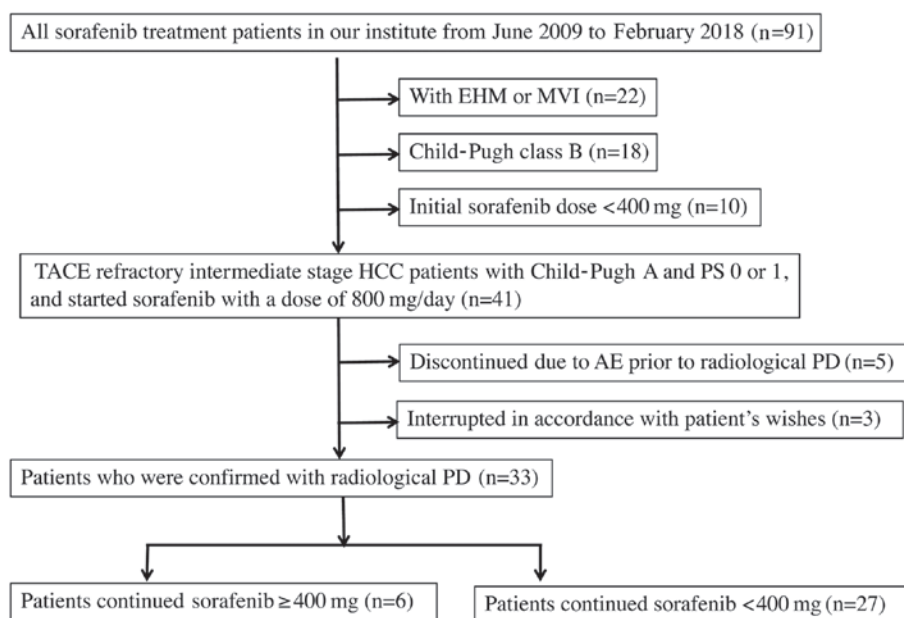 All sorafenib treatment patients in our institute from June 2009 to February 2018 (n=91)
With EHM or MVI (n=22)
Child-Pugh class B (n=18)
Initial sorafenib dose <400 mg (n=10)
TACE refractory intermediate stage HCC patients with Child-Pugh A and PS 0 or 1,
and started sorafenib with a dose of 800 mg/day (n=41)
Discontinued due to AE prior to radiological PD (n=5)
Interrupted in accordance with patient's wishes (n=3)
Patients who were confirmed with radiological PD (n=33)
Patients continued sorafenib ≥400 mg (n=6)
Patients continued sorafenib <400 mg (n=27)